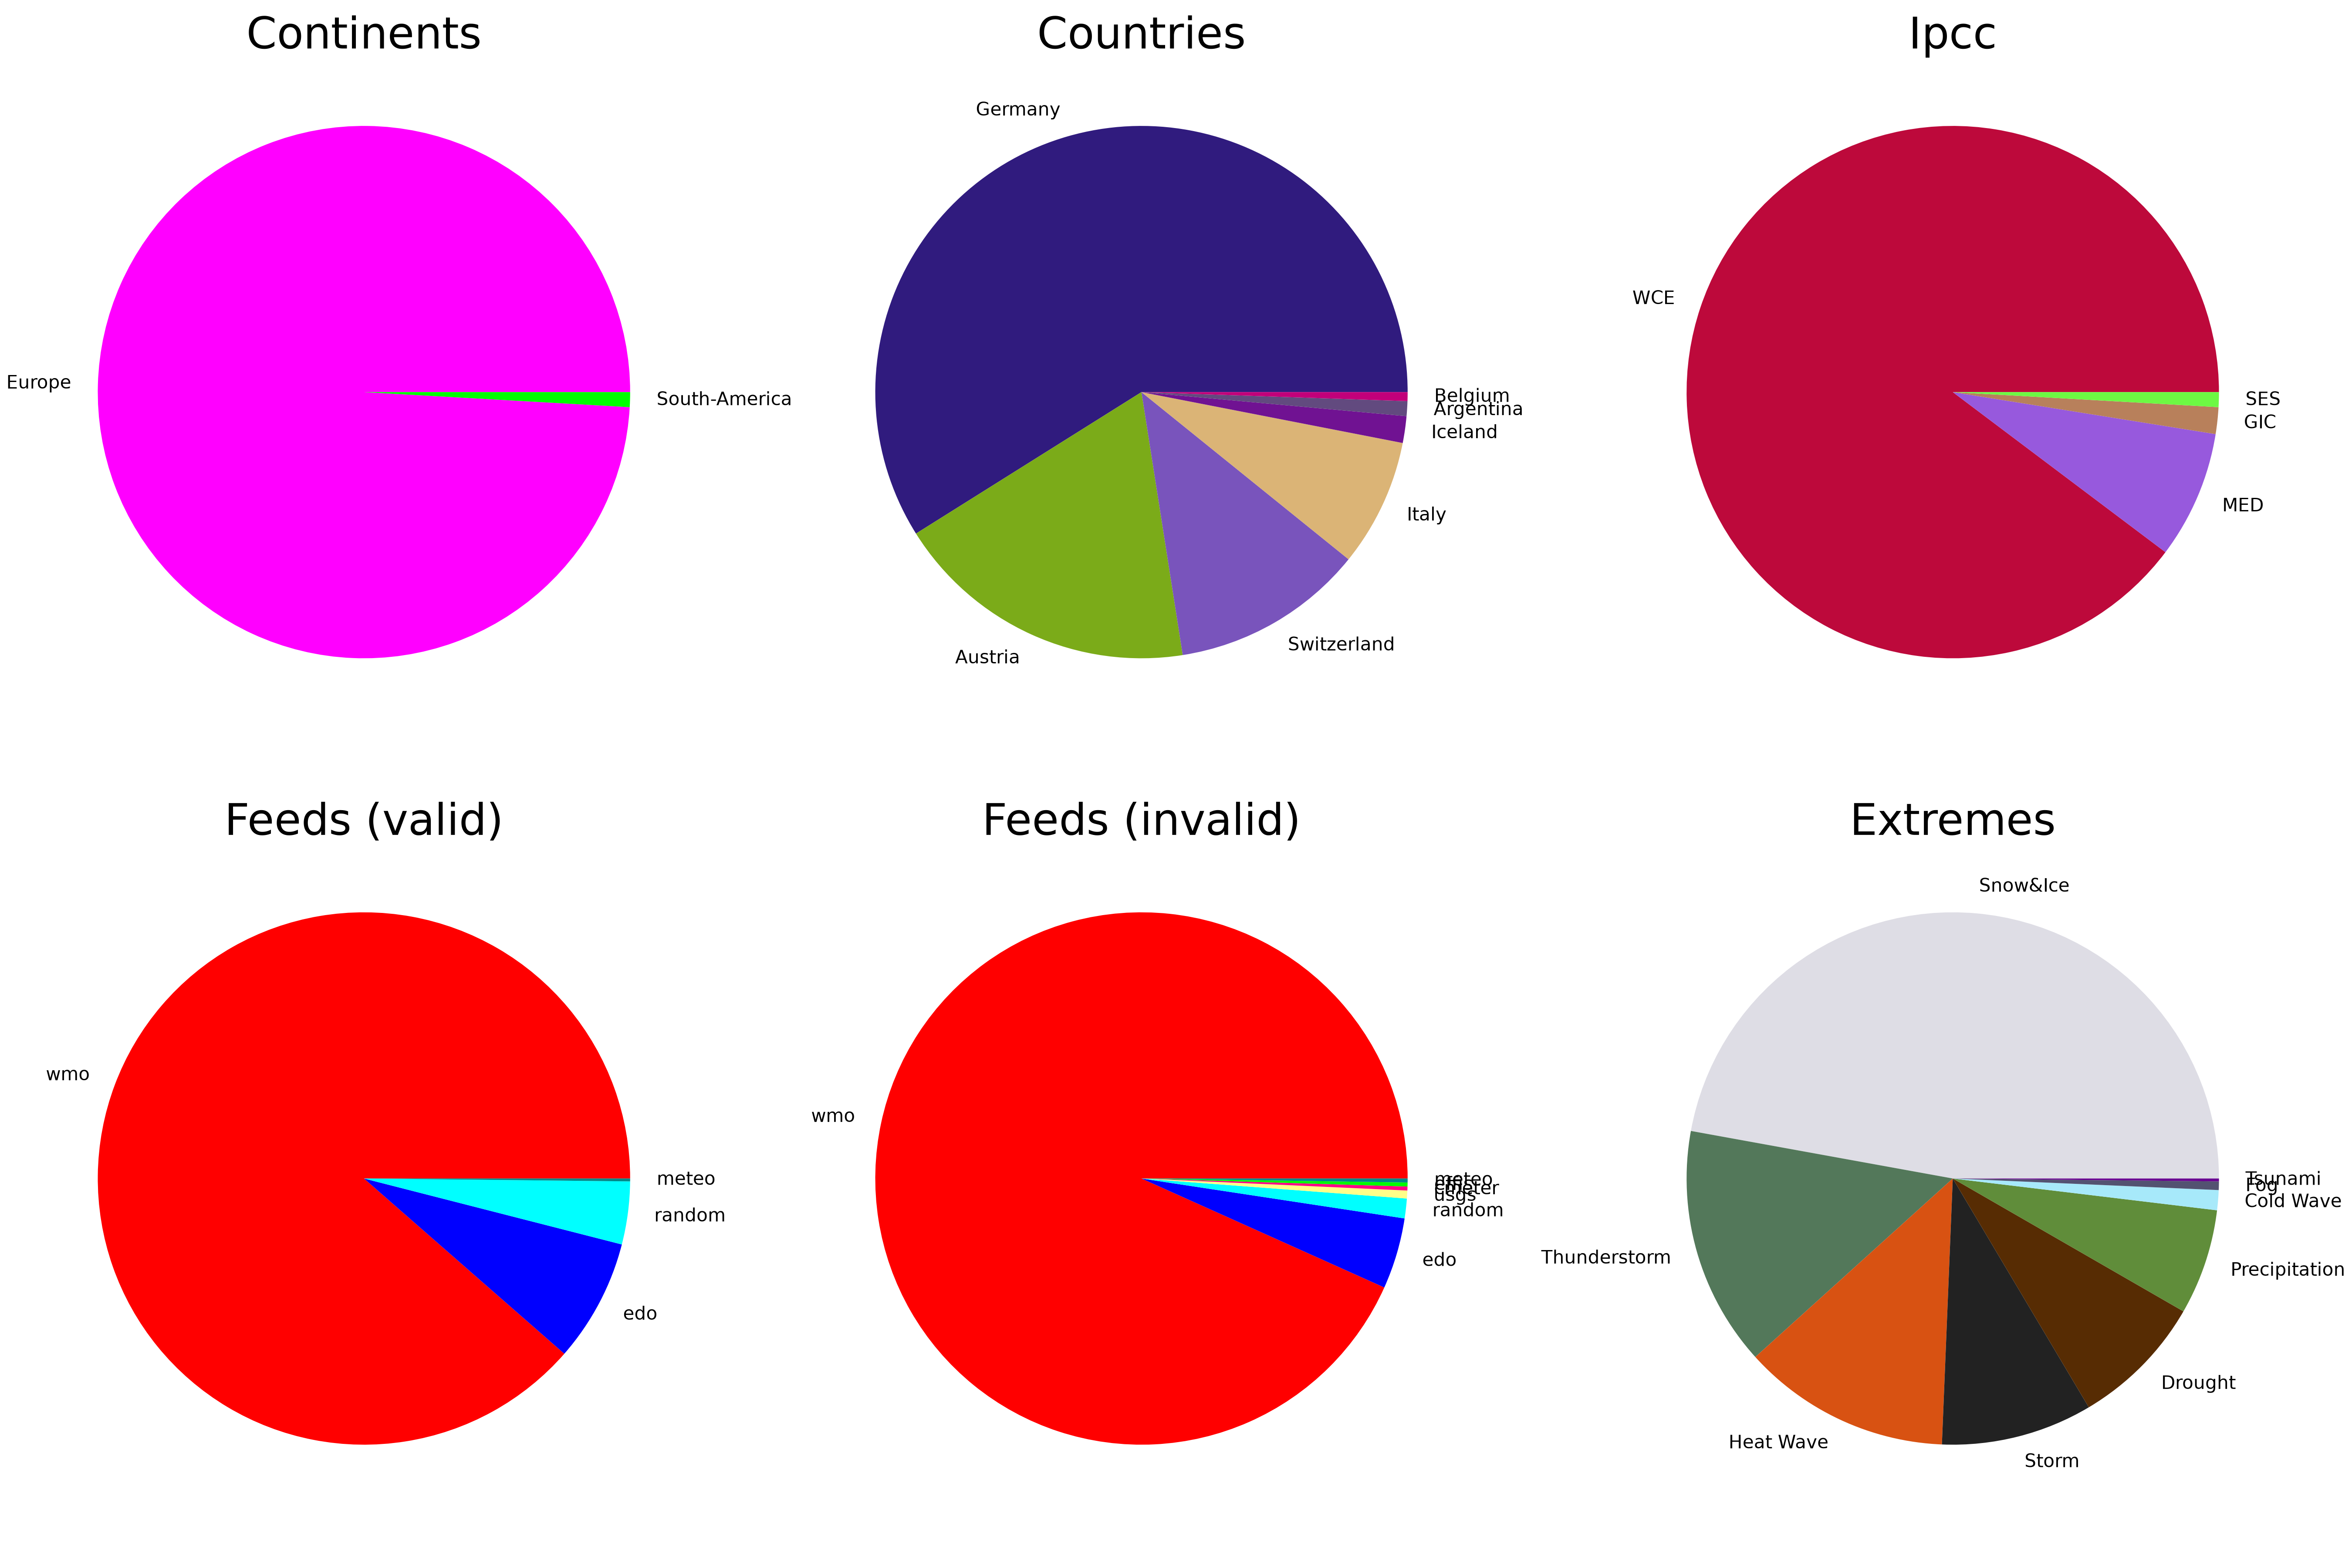 Continents
Europe
South-America
Countries
Germany
Belgium
Argentina
Iceland
Italy
Switzerland
Austria
Ipcc
WCE
SES
GIC
MED
Feeds (valid)
wmo
meteo
random
edo
Feeds (invalid)
wmo
meteo
usgs
random
edo
Extremes
Snow&Ice
Tsunami
Fog
Cold Wave
Precipitation
Thunderstorm
Drought
Heat Wave
Storm